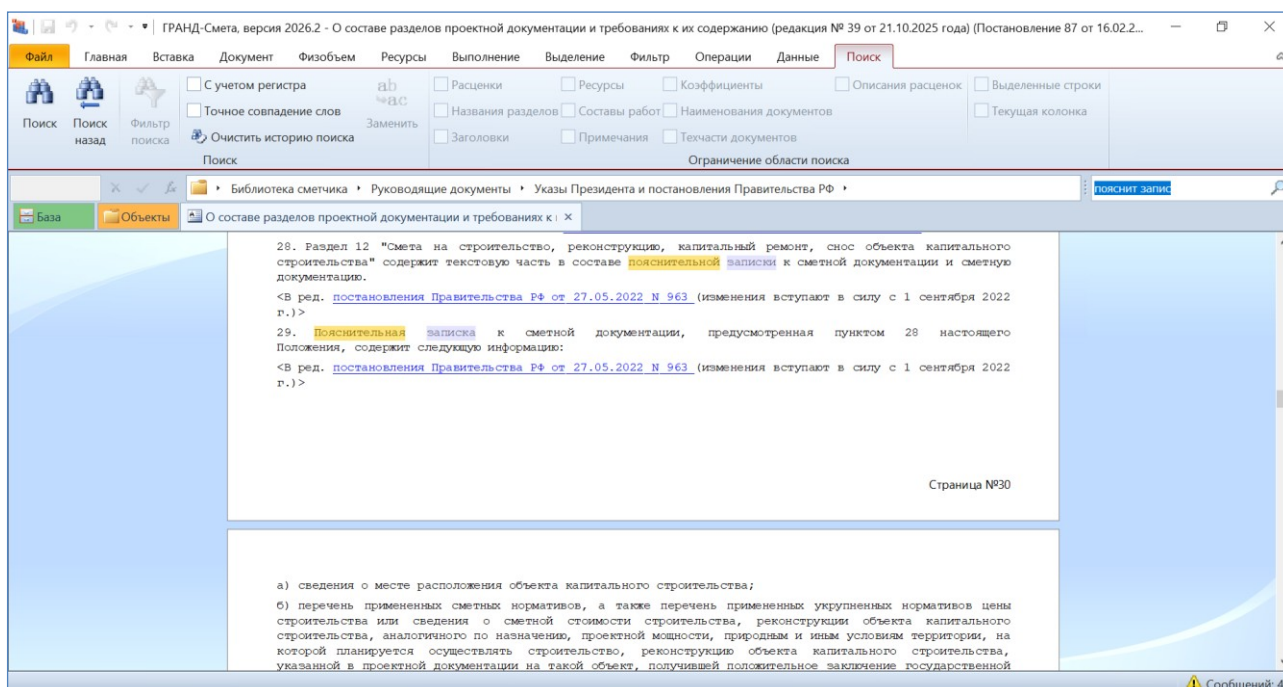 ГРАНД-Смета, версия 2026.2 - О составе разделов проектной документации и требованиях к их содержанию (редакция № 39 от 21.10.2025 года) (Постановление 87 от 16.02.2...
Файл Главная Вставка Документ Физобъем Ресурсы Выполнение Выделение Фильтр Операции Данные Поиск
Поиск
Поиск назад
Фильтр поиска
С учетом регистра
Точное совпадение слов
Очистить историю поиска
ab
ac
Заменить
Поиск
Расценки Ресурсы Коэффициенты Описания расценок Выделенные строки
Названия разделов Составы работ Наименования документов Текущая колонка
Заголовки Примечания Техчасти документов
Ограничение области поиска
fx Библиотека сметчика Руководящие документы Указы Президента и постановления Правительства РФ пояснит запис
База Объекты О составе разделов проектной документации и требованиях к
28. Раздел 12 "Смета на строительство, реконструкцию, капитальный ремонт, снос объекта капитального
строительства" содержит текстовую часть в составе пояснительной записки к сметной документации и сметную
документацию.
<В ред. постановления Правительства РФ от 27.05.2022 N 963 (изменения вступают в силу с 1 сентября 2022
г.)>
29. Пояснительная записка к сметной документации, предусмотренная пунктом 28 настоящего
Положения, содержит следующую информацию:
<В ред. постановления Правительства РФ от 27.05.2022 N 963 (изменения вступают в силу с 1 сентября 2022
г.)>
Страница №30
а) сведения о месте расположения объекта капитального строительства;
б) перечень примененных сметных нормативов, а также перечень примененных укрупненных нормативов цены
строительства или сведения о сметной стоимости строительства, реконструкции объекта капитального
строительства, аналогичного по назначению, проектной мощности, природным и иным условиям территории, на
которой планируется осуществлять строительство, реконструкцию объекта капитального строительства,
указанной в проектной документации на такой объект, получившей положительное заключение государственной
Сообщений: 4